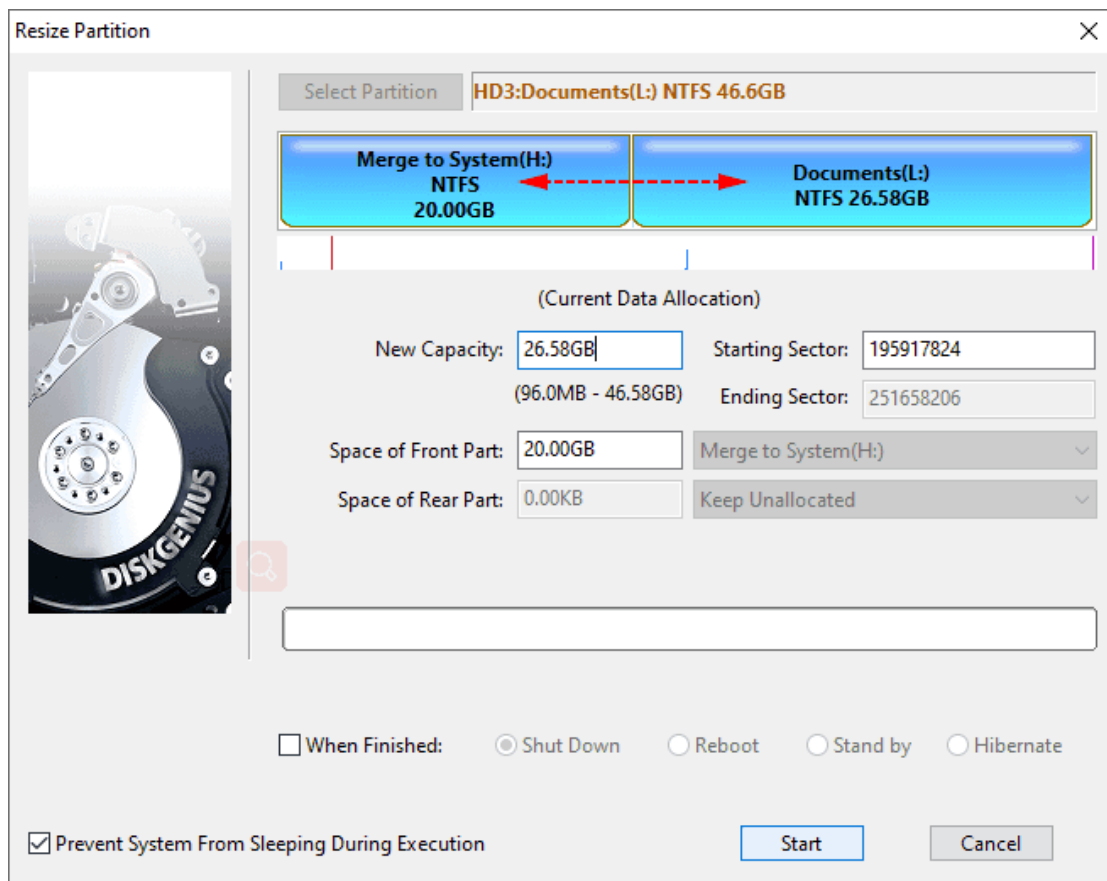 Resize Partition
Select Partition HD3:Documents(L:) NTFS 46.6GB
Merge to System(H:)
NTFS
20.00GB
Documents(L:)
NTFS 26.58GB
(Current Data Allocation)
New Capacity: 26.58GB Starting Sector: 195917824
(96.0MB - 46.58GB) Ending Sector: 251658206
Space of Front Part: 20.00GB Merge to System(H:)
Space of Rear Part: 0.00KB Keep Unallocated
DISKGENIUS
When Finished: Shut Down Reboot Stand by Hibernate
Prevent System From Sleeping During Execution Start Cancel